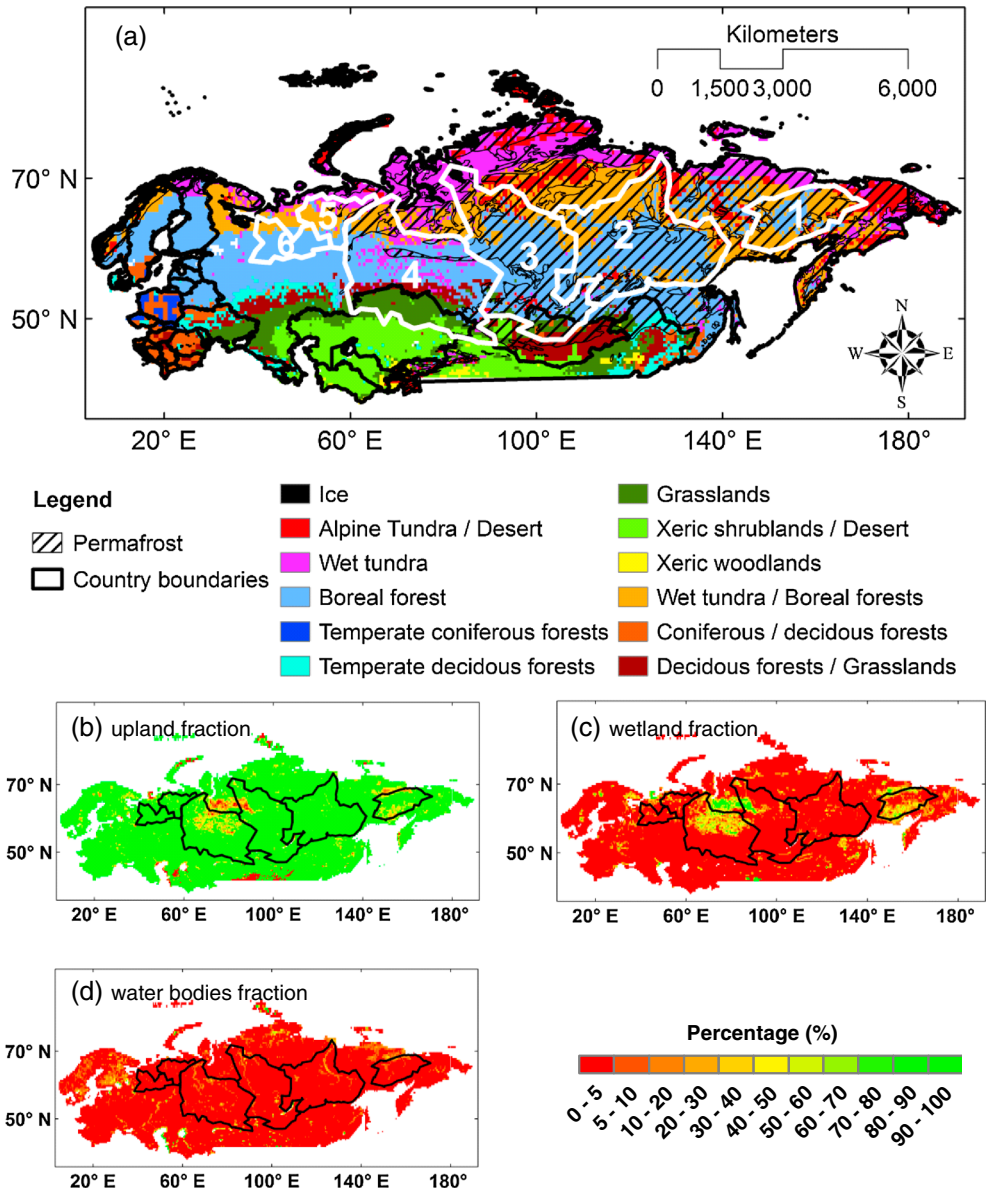 (a)
Kilometers
0 1,500 3,000 6,000
70° N
50° N
1
2
3
4
5
6
N
W E
S
20° E 60° E 100° E 140° E 180°
Legend
Permafrost
Country boundaries
Ice
Alpine Tundra / Desert
Wet tundra
Boreal forest
Temperate coniferous forests
Temperate decidous forests
Grasslands
Xeric shrublands / Desert
Xeric woodlands
Wet tundra / Boreal forests
Coniferous / decidous forests
Decidous forests / Grasslands
(b) upland fraction
70° N
50° N
20° E 60° E 100° E 140° E 180°
(c) wetland fraction
70° N
50° N
20° E 60° E 100° E 140° E 180°
(d) water bodies fraction
70° N
50° N
20° E 60° E 100° E 140° E 180°
Percentage (%)
0 - 5
5 - 10
10 - 20
20 - 30
30 - 40
40 - 50
50 - 60
60 - 70
70 - 80
80 - 90
90 - 100